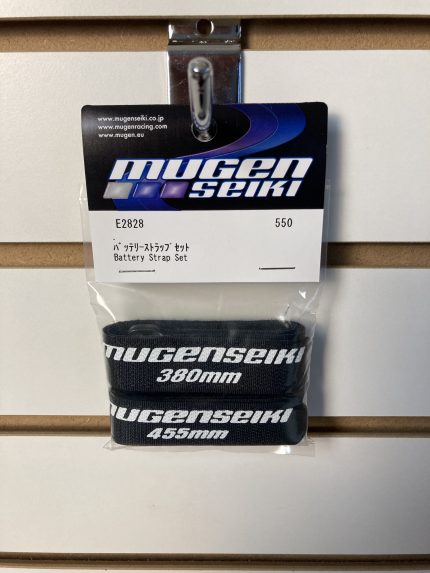 www.mugenseiki.co.jp
www.mugenracing.com
www.mugen.eu
MUGEN
SEIKI
E2828 550
ﾊﾞｯﾃﾘｰｽﾄﾗｯﾌﾟｾｯﾄ
Battery Strap Set
MUGENSEIKI
380mm
MUGENSEIKI
455mm